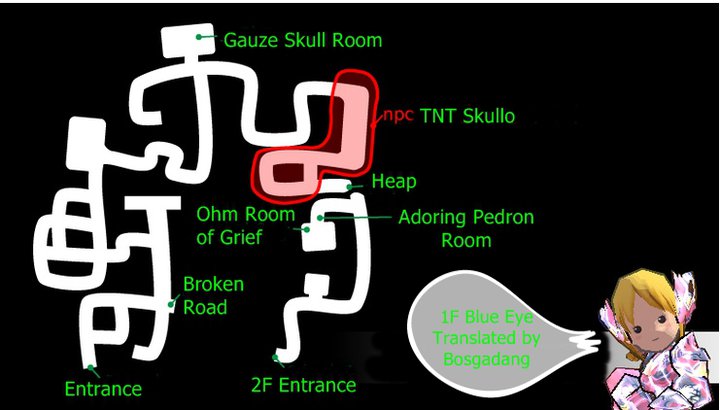 Gauze Skull Room
npc TNT Skullo
Heap
Ohm Room
of Grief
Adoring Pedron
Room
Broken
Road
1F Blue Eye
Translated by
Bosgadang
Entrance
2F Entrance